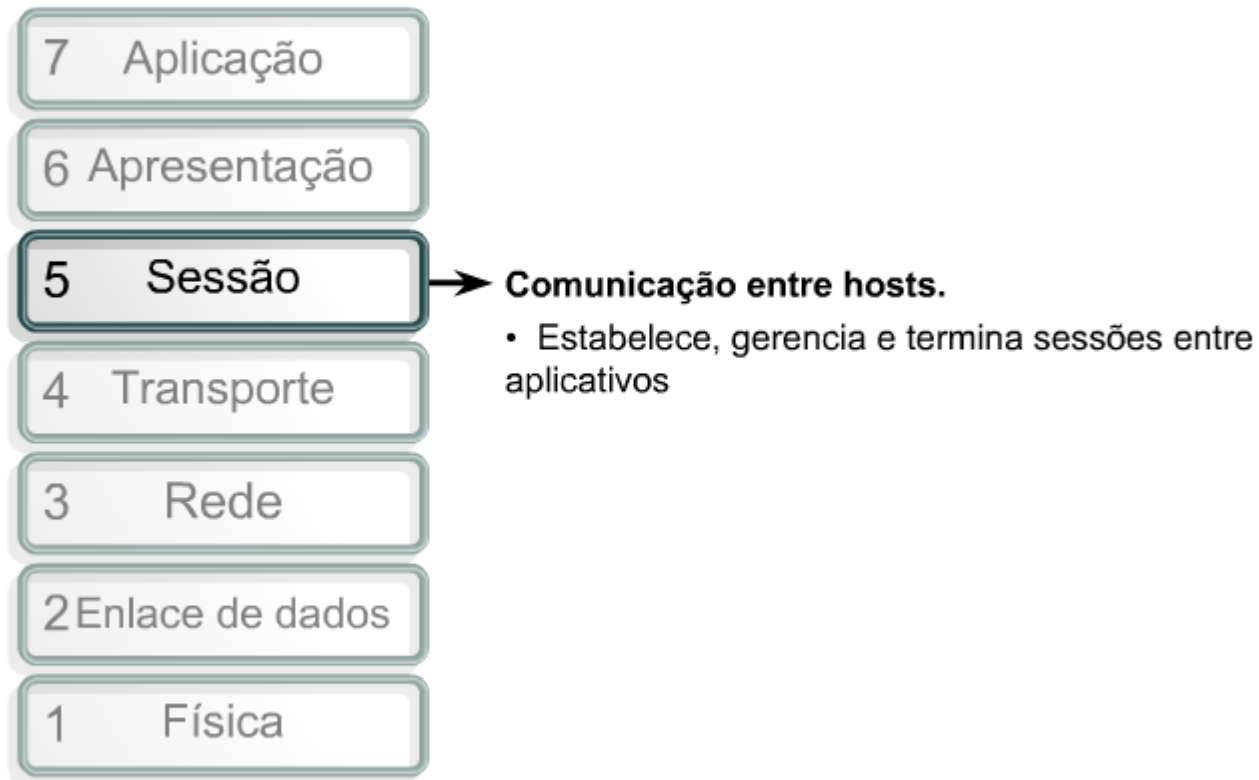 7 Aplicação
6 Apresentação
5 Sessão
Comunicação entre hosts.
• Estabelece, gerencia e termina sessões entre
aplicativos
4 Transporte
3 Rede
2 Enlace de dados
1 Física